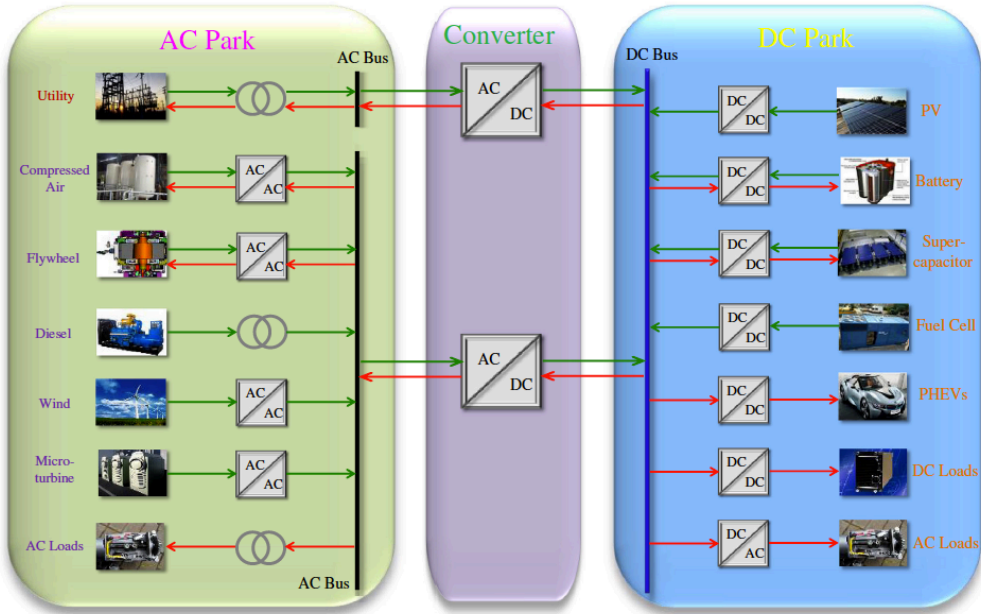 AC Park
Converter
DC Park
AC Bus
DC Bus
Utility
AC
DC
DC
DC
PV
Compressed
Air
AC
AC
DC
DC
Battery
Flywheel
AC
AC
DC
DC
Super-
capacitor
Diesel
AC
DC
DC
DC
Fuel Cell
Wind
AC
AC
DC
DC
PHEVs
Micro-
turbine
AC
AC
DC
DC
DC Loads
AC Loads
DC
AC
AC Loads
AC Bus